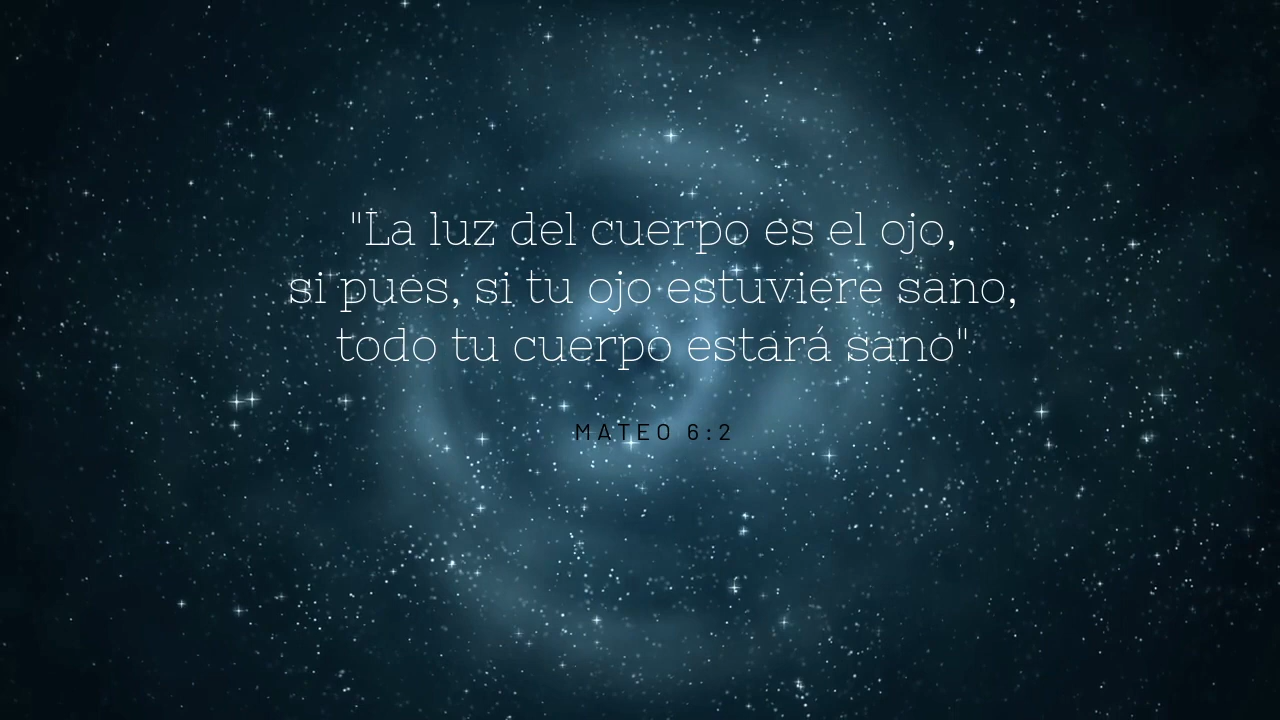 "La luz del cuerpo es el ojo,
si pues, si tu ojo estuviere sano,
todo tu cuerpo estará sano"
MATEO 6:2